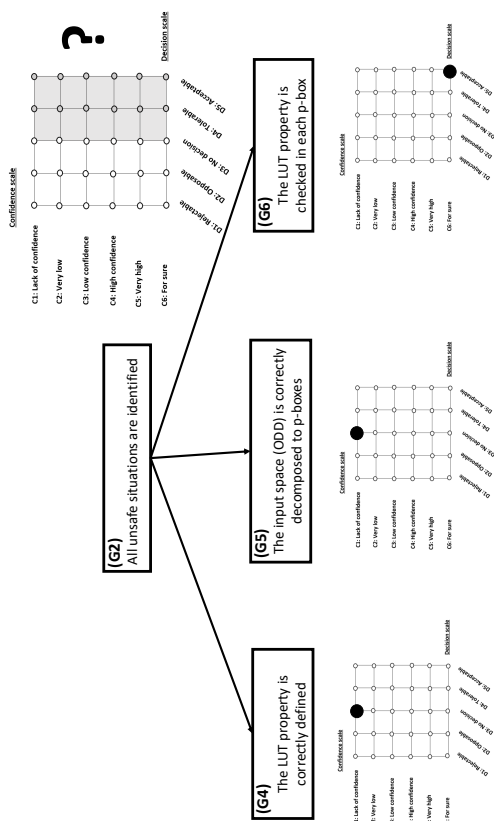 Confidence scale
C1: Lack of confidence
C2: Very low
C3: Low confidence
C4: High confidence
C5: Very high
C6: For sure
D1: Rejectable
D2: Opposable
D3: No decision
D4: Tolerable
D5: Acceptable
Decision scale
?
(G2)
All unsafe situations are identified
(G4)
The LUT property is
correctly defined
(G5)
The input space (ODD) is correctly
decomposed to p-boxes
(G6)
The LUT property is
checked in each p-box
Confidence scale
: Lack of confidence
: Very low
: Low confidence
: High confidence
: Very high
: For sure
D1: Rejectable
D2: Opposable
D3: No decision
D4: Tolerable
D5: Acceptable
Decision scale
Confidence scale
C1: Lack of confidence
C2: Very low
C3: Low confidence
C4: High confidence
C5: Very high
C6: For sure
D1: Rejectable
D2: Opposable
D3: No decision
D4: Tolerable
D5: Acceptable
Decision scale
Confidence scale
C1: Lack of confidence
C2: Very low
C3: Low confidence
C4: High confidence
C5: Very high
C6: For sure
D1: Rejectable
D2: Opposable
D3: No decision
D4: Tolerable
D5: Acceptable
Decision scale